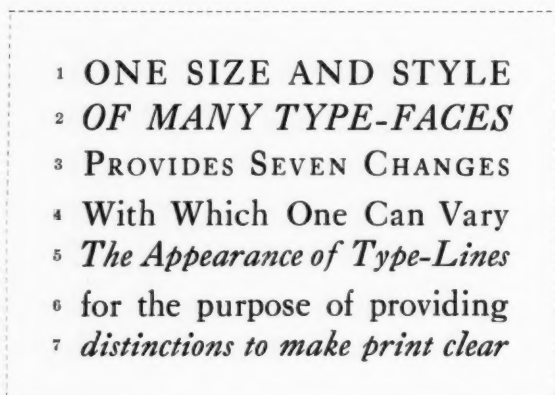 1 ONE SIZE AND STYLE
2 OF MANY TYPE-FACES
3 PROVIDES SEVEN CHANGES
4 With Which One Can Vary
5 The Appearance of Type-Lines
6 for the purpose of providing
7 distinctions to make print clear